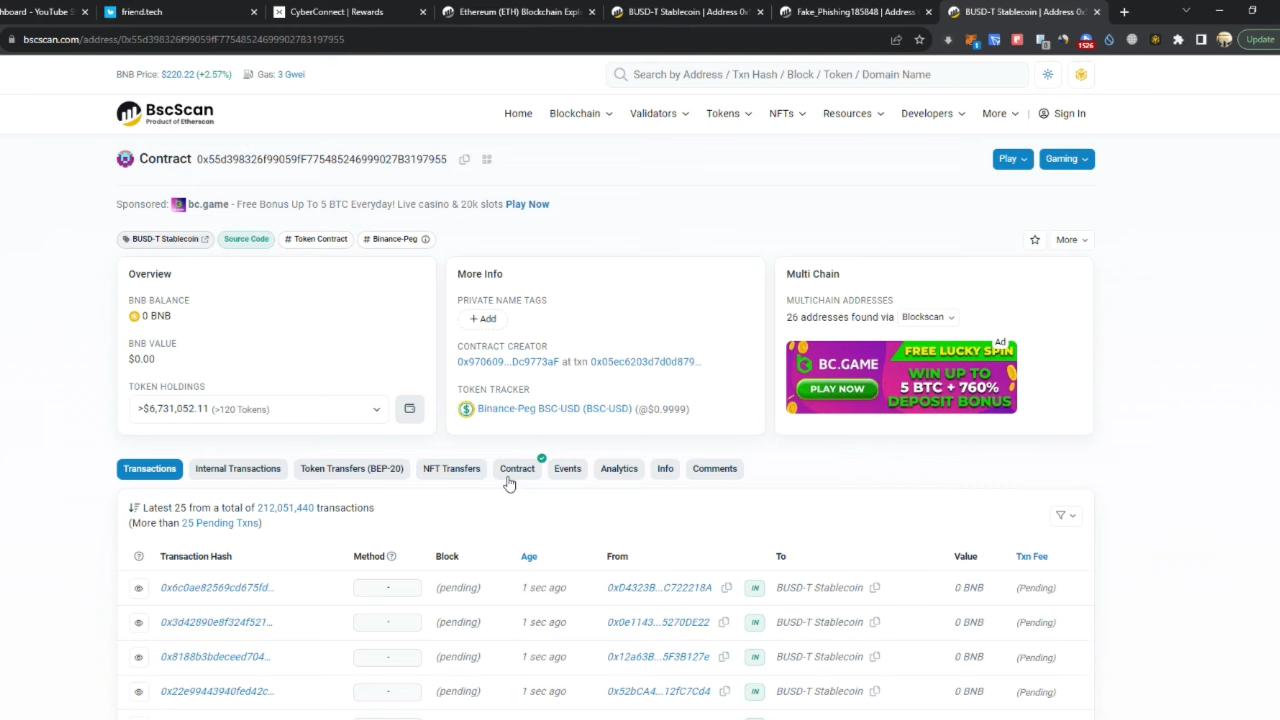 hboard - YouTube S
friend.tech
CyberConnect | Rewards
Ethereum (ETH) Blockchain Expl
BUSD-T Stablecoin | Address 0x
Fake_Phishing185848 | Address
BUSD-T Stablecoin | Address 0x
bscscan.com/address/0x55d398326f99059fF775485246999027B3197955
1526
Update
BNB Price: $220.22 (+2.57%)
Gas: 3 Gwei
Search by Address / Txn Hash / Block / Token / Domain Name
BscScan
Product of Etherscan
Home
Blockchain
Validators
Tokens
NFTs
Resources
Developers
More
Sign In
Contract 0x55d398326f99059fF775485246999027B3197955
Play
Gaming
Sponsored: bc.game - Free Bonus Up To 5 BTC Everyday! Live casino & 20k slots Play Now
BUSD-T Stablecoin
Source Code
# Token Contract
# Binance-Peg
More
Overview
BNB BALANCE
0 BNB
BNB VALUE
$0.00
TOKEN HOLDINGS
>$6,731,052.11 (>120 Tokens)
More Info
PRIVATE NAME TAGS
+ Add
CONTRACT CREATOR
0x970609...Dc9773aF at txn 0x05ec6203d7d0d879...
TOKEN TRACKER
Binance-Peg BSC-USD (BSC-USD) (@$0.9999)
Multi Chain
MULTICHAIN ADDRESSES
26 addresses found via Blockscan
Ad
BC.GAME
PLAY NOW
FREE LUCKY SPIN
WIN UP TO
5 BTC + 760%
DEPOSIT BONUS
Transactions
Internal Transactions
Token Transfers (BEP-20)
NFT Transfers
Contract
Events
Analytics
Info
Comments
Latest 25 from a total of 212,051,440 transactions
(More than 25 Pending Txns)
Transaction Hash
Method
Block
Age
From
To
Value
Txn Fee
0x6c0ae82569cd675fd... - (pending) 1 sec ago 0xD4323B...C722218A IN BUSD-T Stablecoin 0 BNB (Pending)
0x3d42890e8f324f521... - (pending) 1 sec ago 0x0e1143...5270DE22 IN BUSD-T Stablecoin 0 BNB (Pending)
0x8188b3bdeceed704... - (pending) 1 sec ago 0x12a63B...5F3B127e IN BUSD-T Stablecoin 0 BNB (Pending)
0x22e99443940fed42c... - (pending) 1 sec ago 0x52bCA4...12fC7Cd4 IN BUSD-T Stablecoin 0 BNB (Pending)